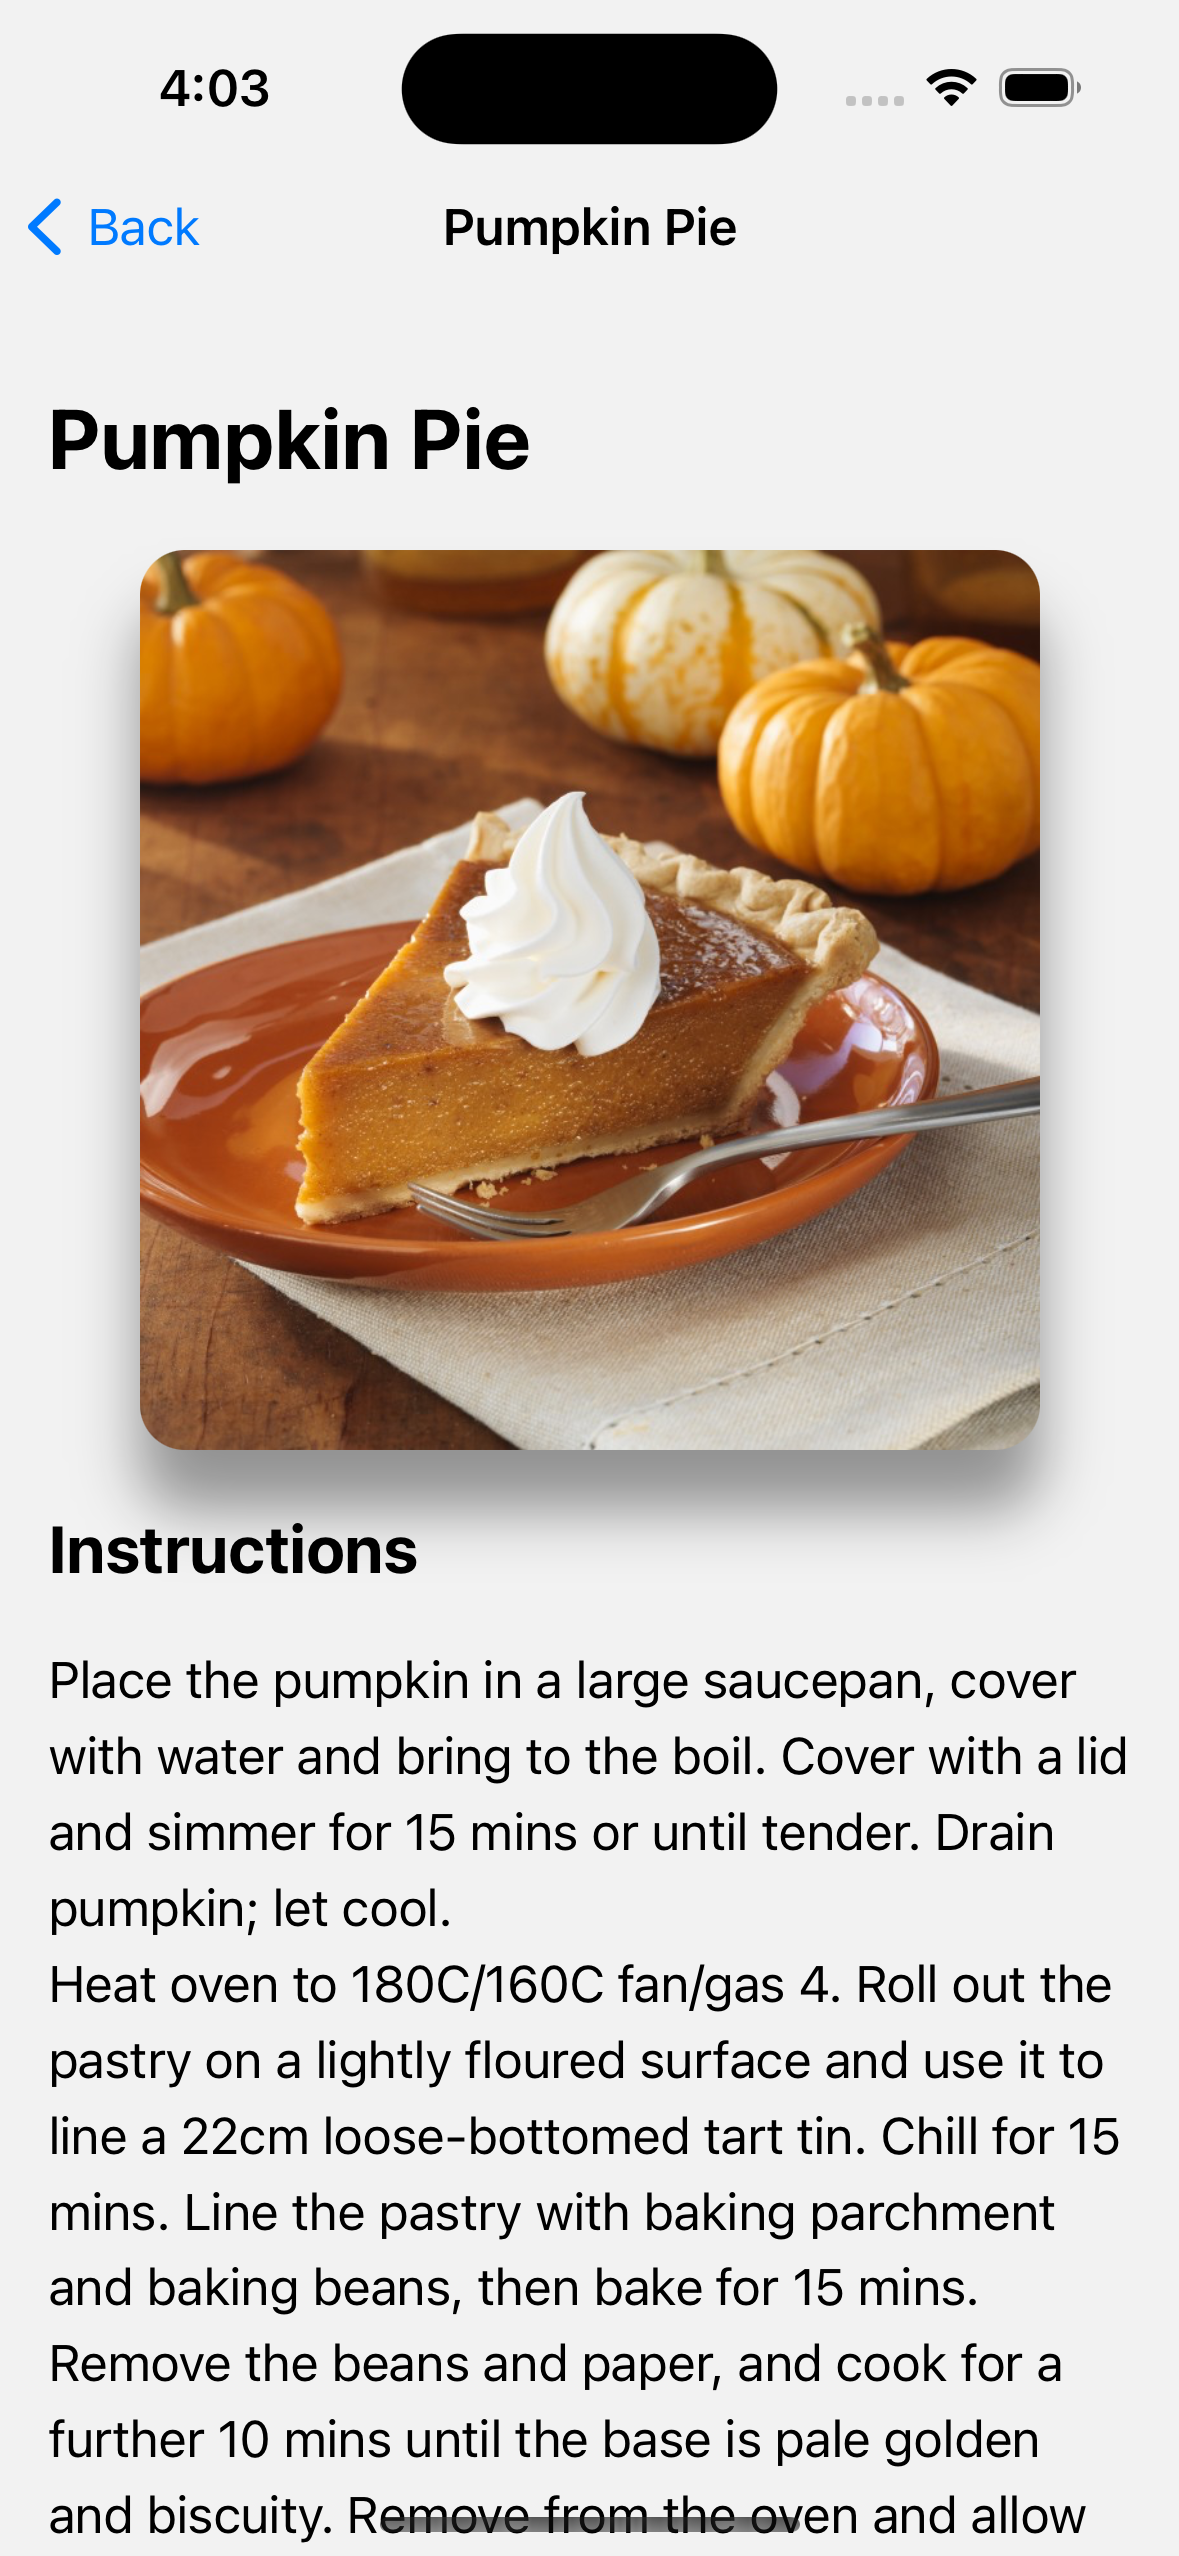 4:03
Back
Pumpkin Pie
Pumpkin Pie
Instructions
Place the pumpkin in a large saucepan, cover
with water and bring to the boil. Cover with a lid
and simmer for 15 mins or until tender. Drain
pumpkin; let cool.
Heat oven to 180C/160C fan/gas 4. Roll out the
pastry on a lightly floured surface and use it to
line a 22cm loose-bottomed tart tin. Chill for 15
mins. Line the pastry with baking parchment
and baking beans, then bake for 15 mins.
Remove the beans and paper, and cook for a
further 10 mins until the base is pale golden
and biscuity. Remove from the oven and allow